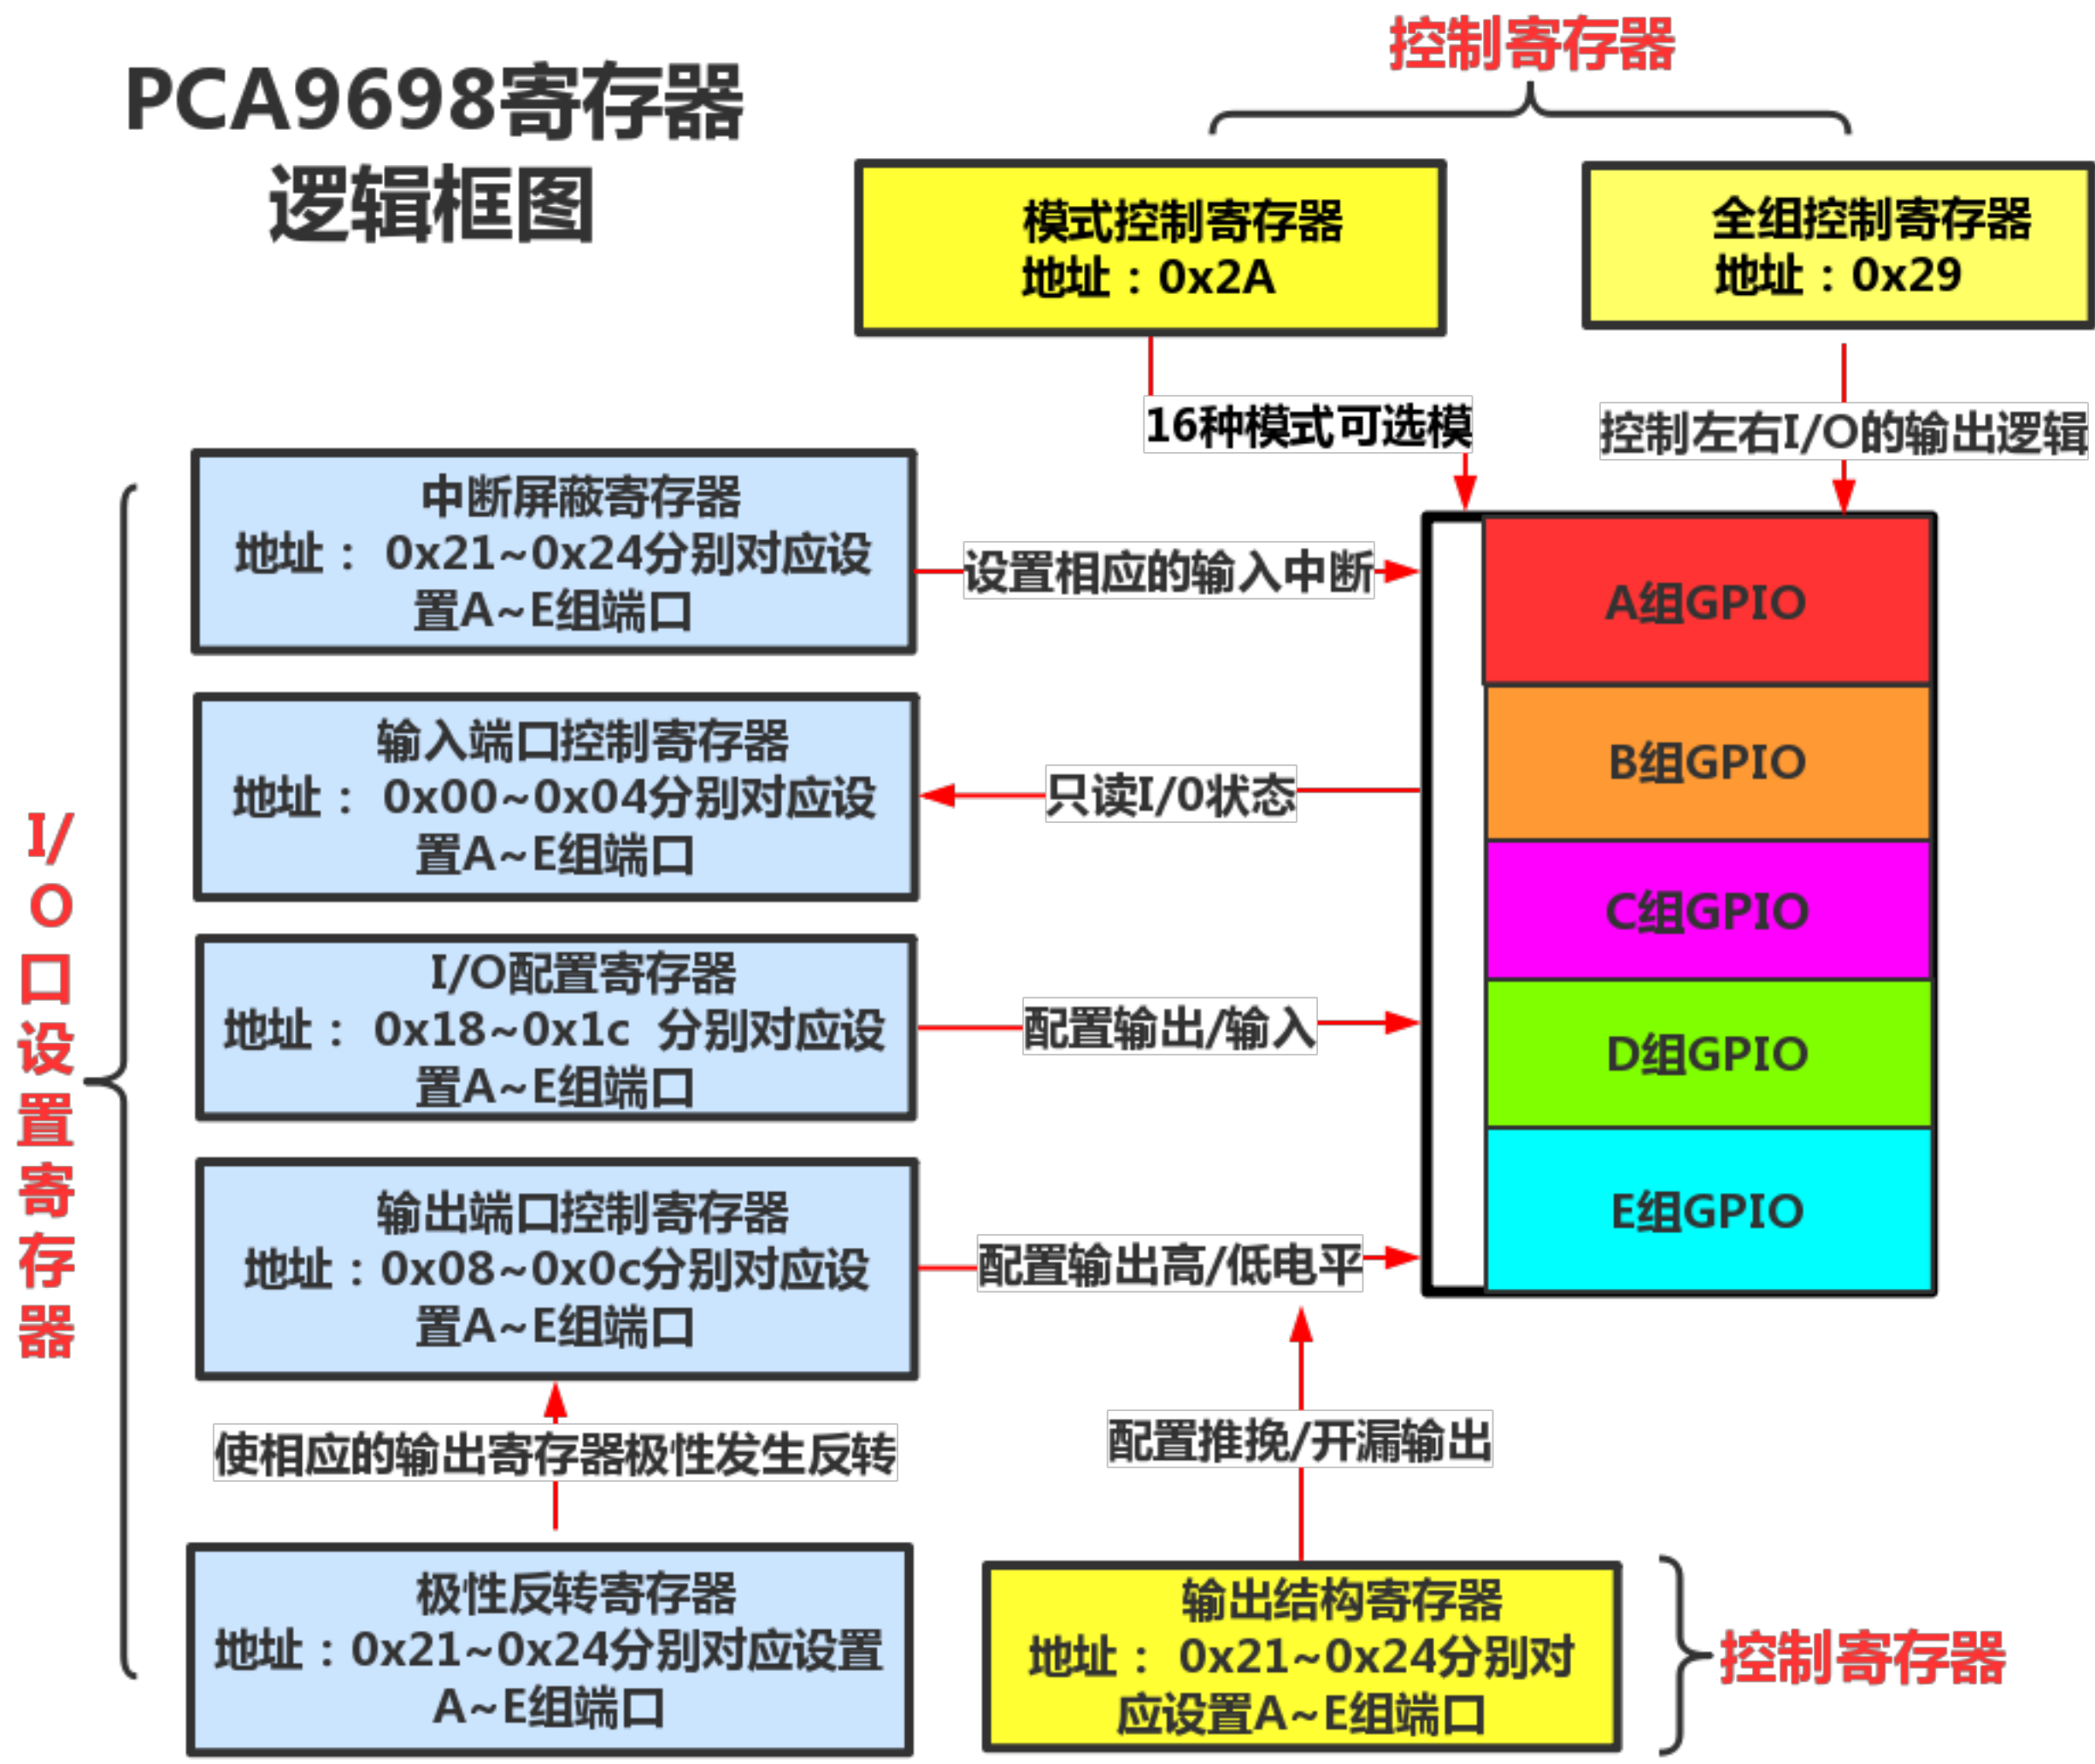 PCA9698寄存器
逻辑框图
控制寄存器
模式控制寄存器
地址：0x2A
全组控制寄存器
地址：0x29
16种模式可选模
控制左右I/O的输出逻辑
中断屏蔽寄存器
地址： 0x21~0x24分别对应设
置A~E组端口
设置相应的输入中断
A组GPIO
输入端口控制寄存器
地址： 0x00~0x04分别对应设
置A~E组端口
只读I/0状态
B组GPIO
I/
O
口
设
置
寄
存
器
C组GPIO
I/O配置寄存器
地址： 0x18~0x1c 分别对应设
置A~E组端口
配置输出/输入
D组GPIO
输出端口控制寄存器
地址：0x08~0x0c分别对应设
置A~E组端口
配置输出高/低电平
E组GPIO
使相应的输出寄存器极性发生反转
配置推挽/开漏输出
极性反转寄存器
地址：0x21~0x24分别对应设置
A~E组端口
输出结构寄存器
地址： 0x21~0x24分别对
应设置A~E组端口
控制寄存器